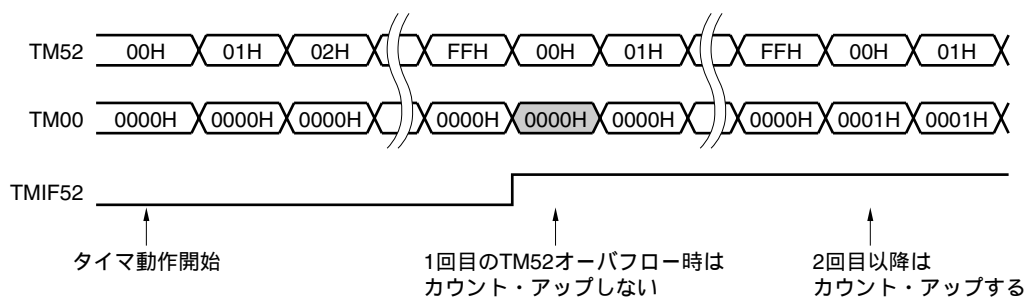 TM52 00H 01H 02H FFH 00H 01H FFH 00H 01H
TM00 0000H 0000H 0000H 0000H 0000H 0000H 0000H 0001H 0001H
TMIF52
タイマ動作開始
1回目のTM52オーバフロー時は
カウント・アップしない
2回目以降は
カウント・アップする